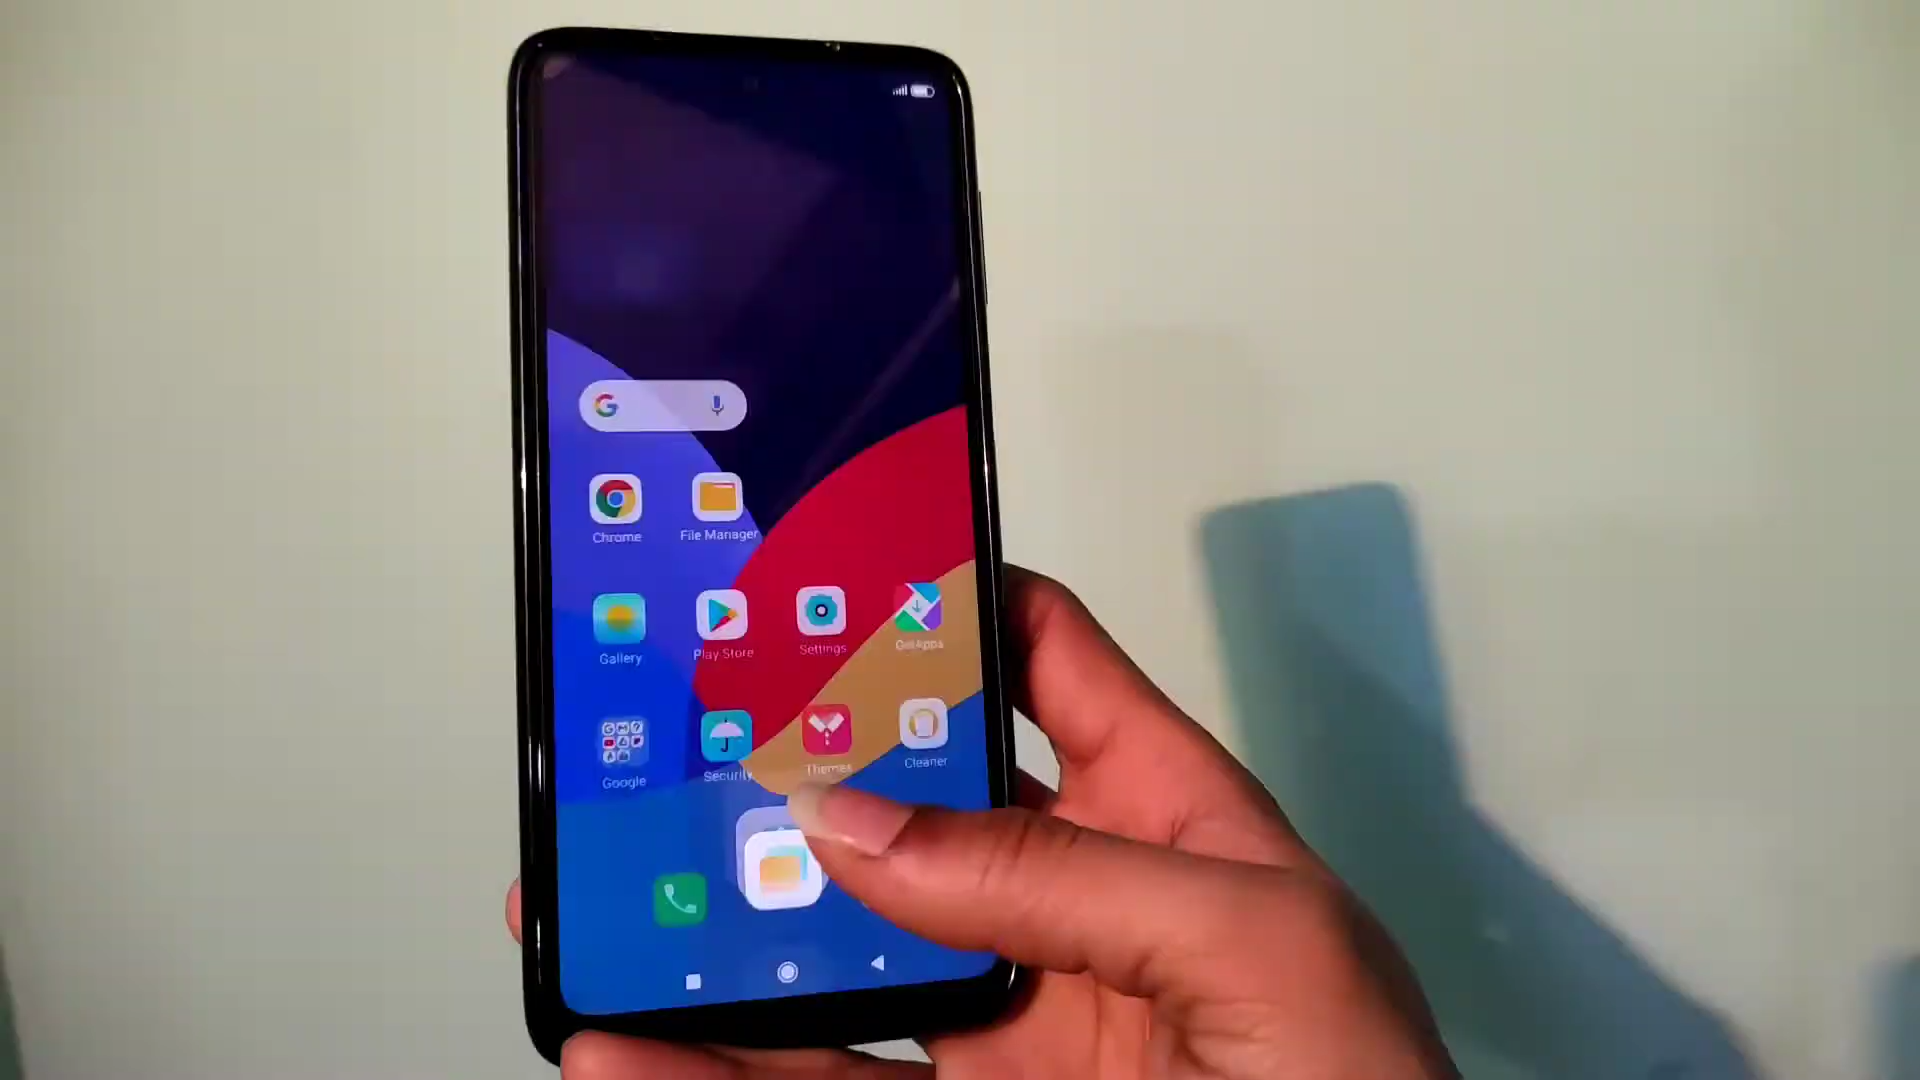 Chrome
File Manager
Gallery
Play Store
Settings
GetApps
Google
Security
Themes
Cleaner